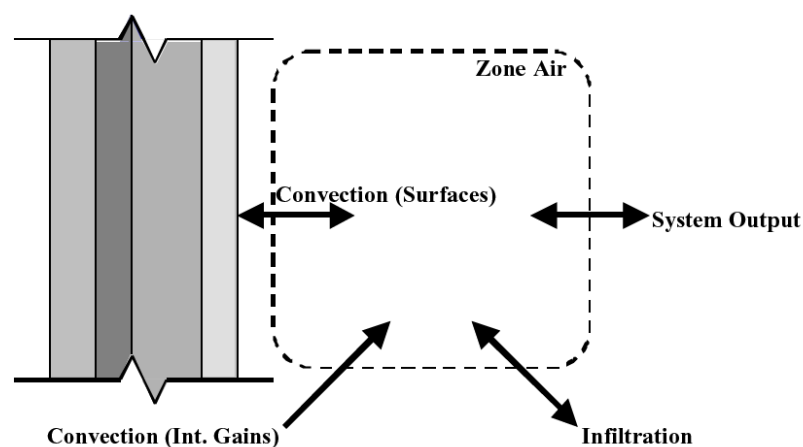 Zone Air
Convection (Surfaces)
System Output
Convection (Int. Gains)
Infiltration